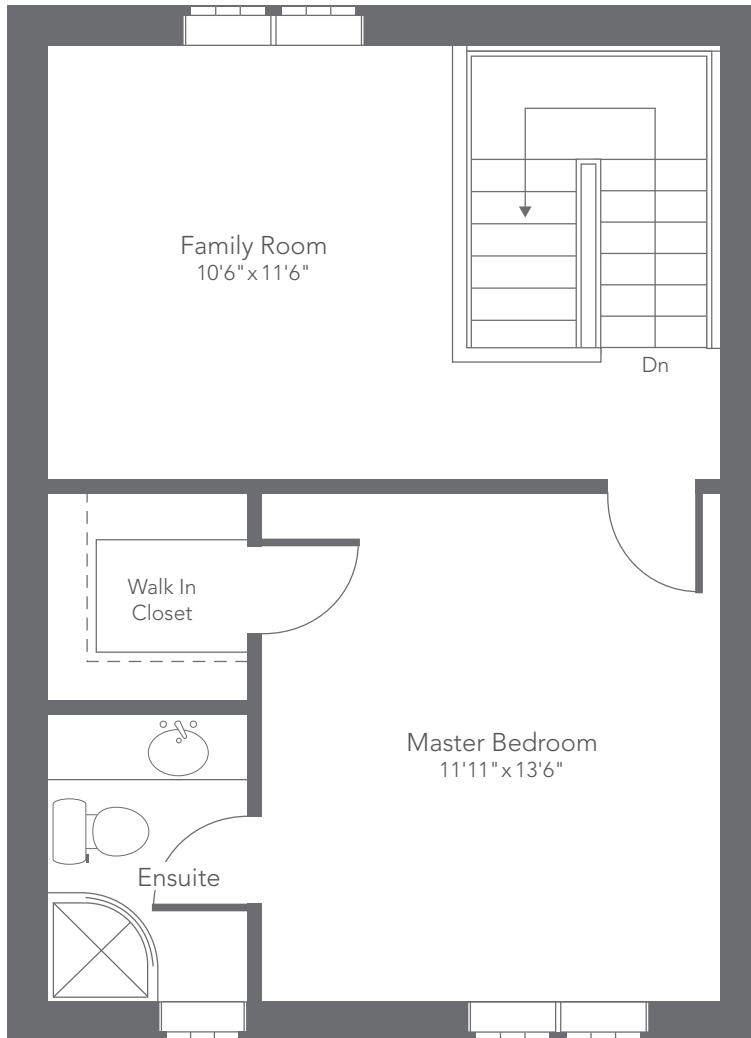 Family Room
10'6" x 11'6"
Dn
Walk In
Closet
Master Bedroom
11'11" x 13'6"
Ensuite